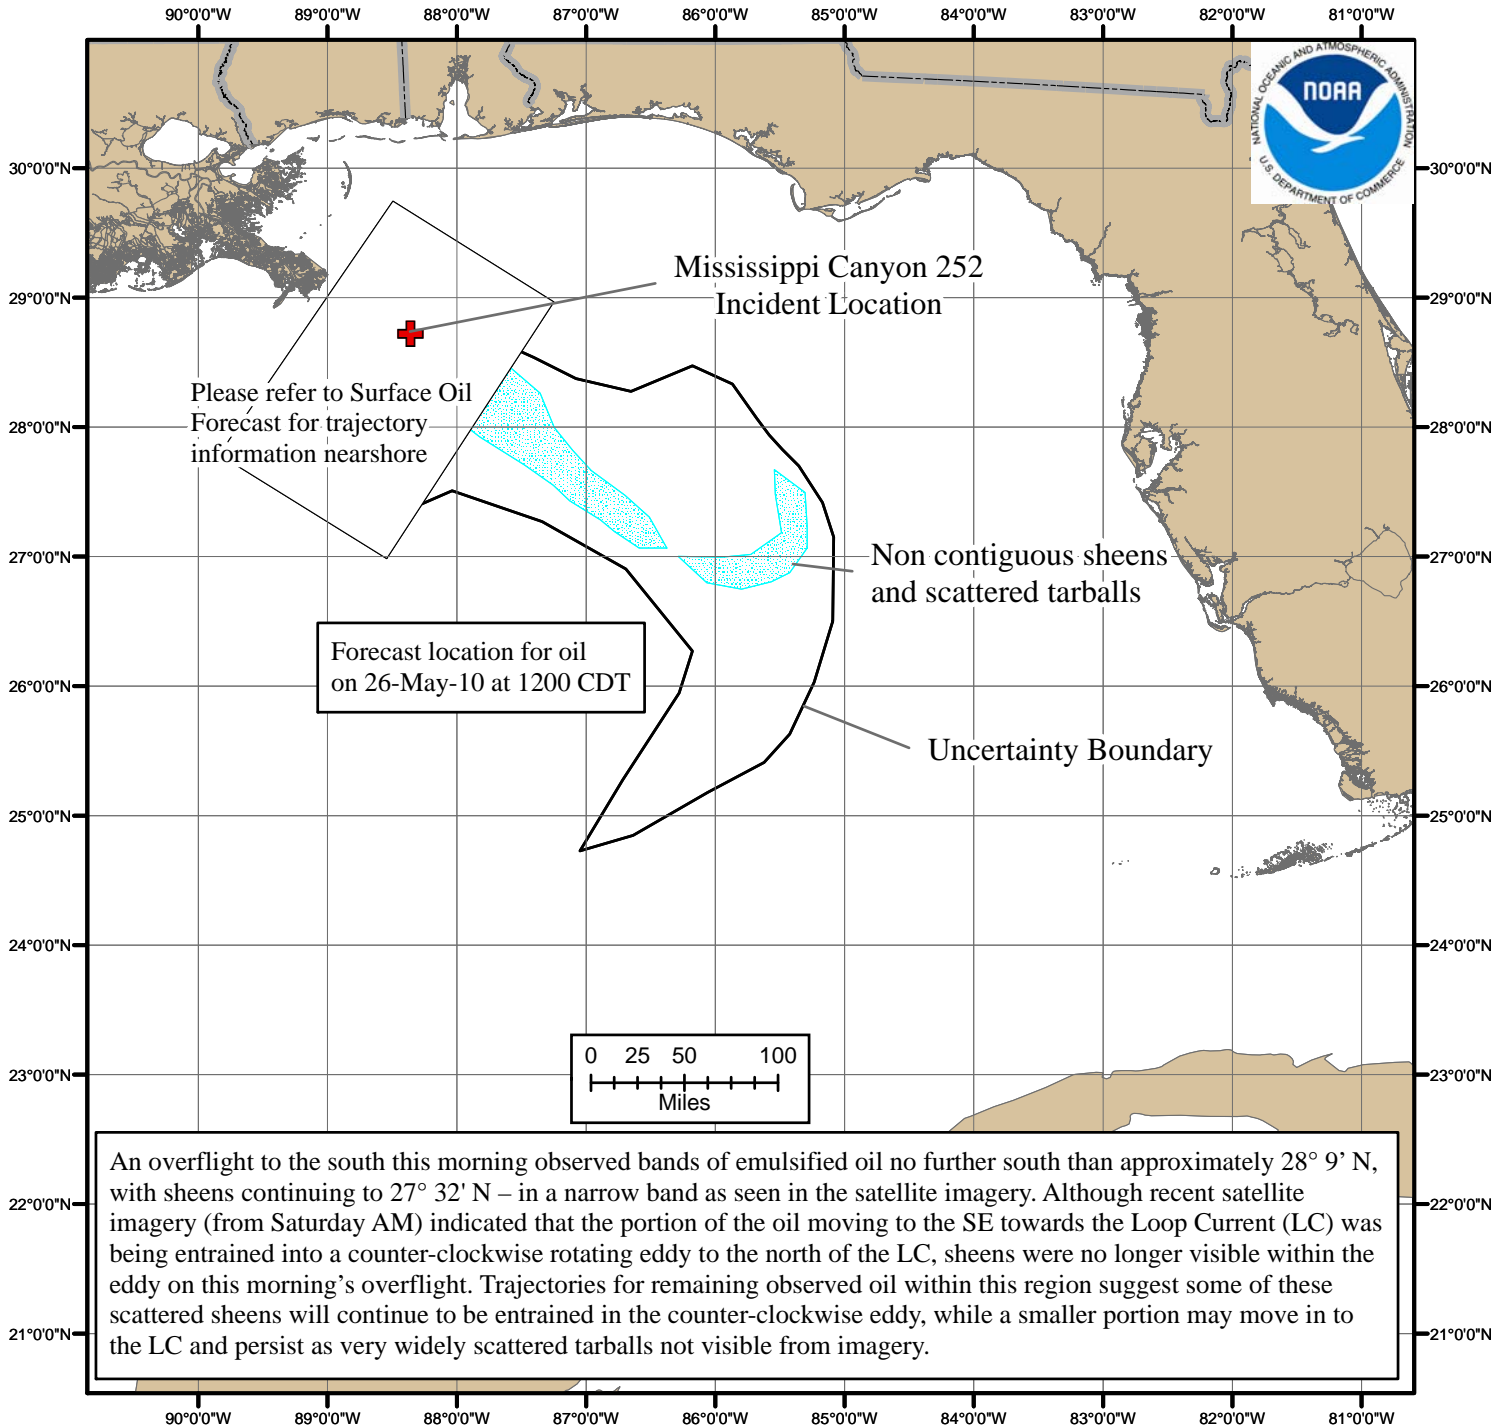 90°0'0"W 89°0'0"W 88°0'0"W 87°0'0"W 86°0'0"W 85°0'0"W 84°0'0"W 83°0'0"W 82°0'0"W 81°0'0"W
NATIONAL OCEANIC AND ATMOSPHERIC ADMINISTRATION
NOAA
U.S. DEPARTMENT OF COMMERCE
30°0'0"N 30°0'0"N
Mississippi Canyon 252
Incident Location
29°0'0"N 29°0'0"N
Please refer to Surface Oil
Forecast for trajectory
information nearshore
28°0'0"N 28°0'0"N
Non contiguous sheens
and scattered tarballs
27°0'0"N 27°0'0"N
Forecast location for oil
on 26-May-10 at 1200 CDT
26°0'0"N 26°0'0"N
Uncertainty Boundary
25°0'0"N 25°0'0"N
24°0'0"N 24°0'0"N
0 25 50 100
Miles
23°0'0"N 23°0'0"N
An overflight to the south this morning observed bands of emulsified oil no further south than approximately 28° 9’ N,
with sheens continuing to 27° 32' N – in a narrow band as seen in the satellite imagery. Although recent satellite
imagery (from Saturday AM) indicated that the portion of the oil moving to the SE towards the Loop Current (LC) was
being entrained into a counter-clockwise rotating eddy to the north of the LC, sheens were no longer visible within the
eddy on this morning’s overflight. Trajectories for remaining observed oil within this region suggest some of these
scattered sheens will continue to be entrained in the counter-clockwise eddy, while a smaller portion may move in to
the LC and persist as very widely scattered tarballs not visible from imagery.
22°0'0"N 22°0'0"N
21°0'0"N 21°0'0"N
90°0'0"W 89°0'0"W 88°0'0"W 87°0'0"W 86°0'0"W 85°0'0"W 84°0'0"W 83°0'0"W 82°0'0"W 81°0'0"W